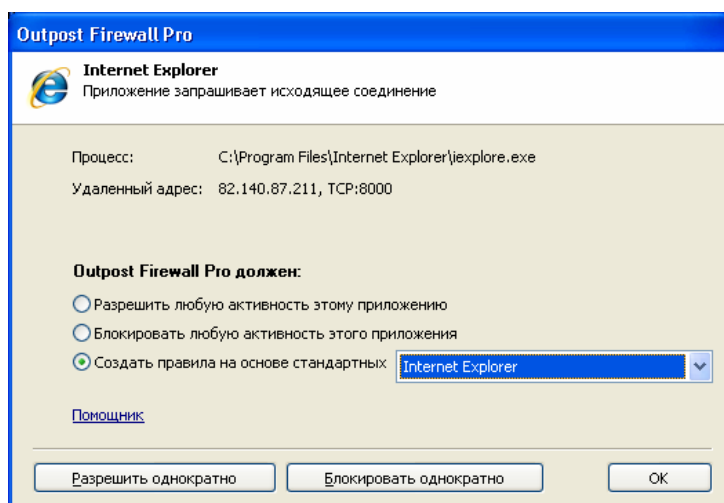 Outpost Firewall Pro
Internet Explorer
Приложение запрашивает исходящее соединение
Процесс: C:\Program Files\Internet Explorer\iexplore.exe
Удаленный адрес: 82.140.87.211, TCP:8000
Outpost Firewall Pro должен:
Разрешить любую активность этому приложению
Блокировать любую активность этого приложения
Создать правила на основе стандартных Internet Explorer
Помощник
Разрешить однократно Блокировать однократно OK